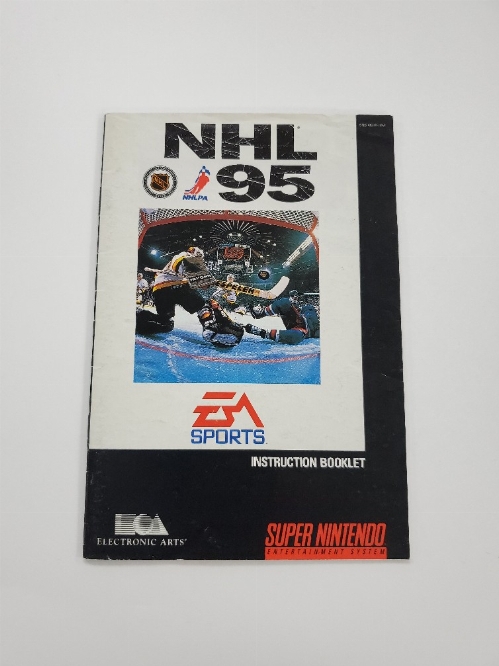 NHL
95
NHLPA
EA
SPORTS
INSTRUCTION BOOKLET
ELECTRONIC ARTS
SUPER NINTENDO
ENTERTAINMENT SYSTEM